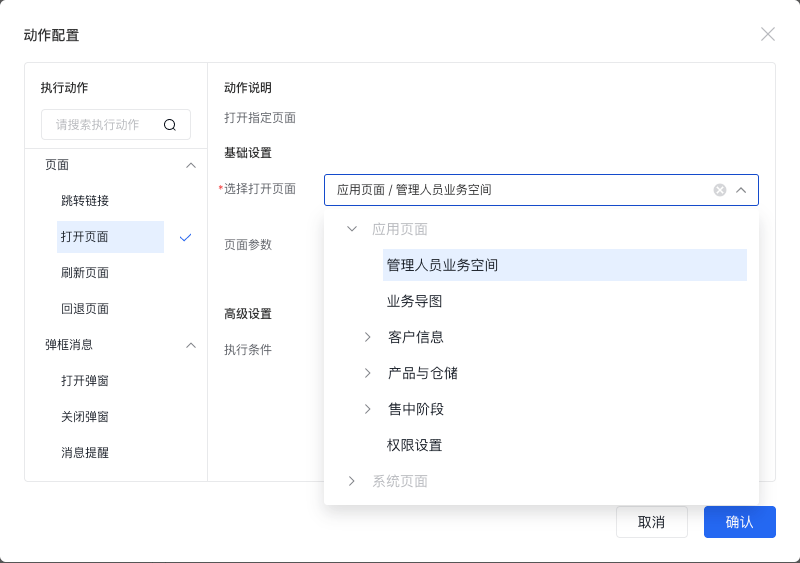 动作配置
执行动作
请搜索执行动作
页面
跳转链接
打开页面
刷新页面
回退页面
弹框消息
打开弹窗
关闭弹窗
消息提醒
动作说明
打开指定页面
基础设置
*选择打开页面
应用页面 / 管理人员业务空间
页面参数
高级设置
执行条件
应用页面
管理人员业务空间
业务导图
客户信息
产品与仓储
售中阶段
权限设置
系统页面
取消
确认